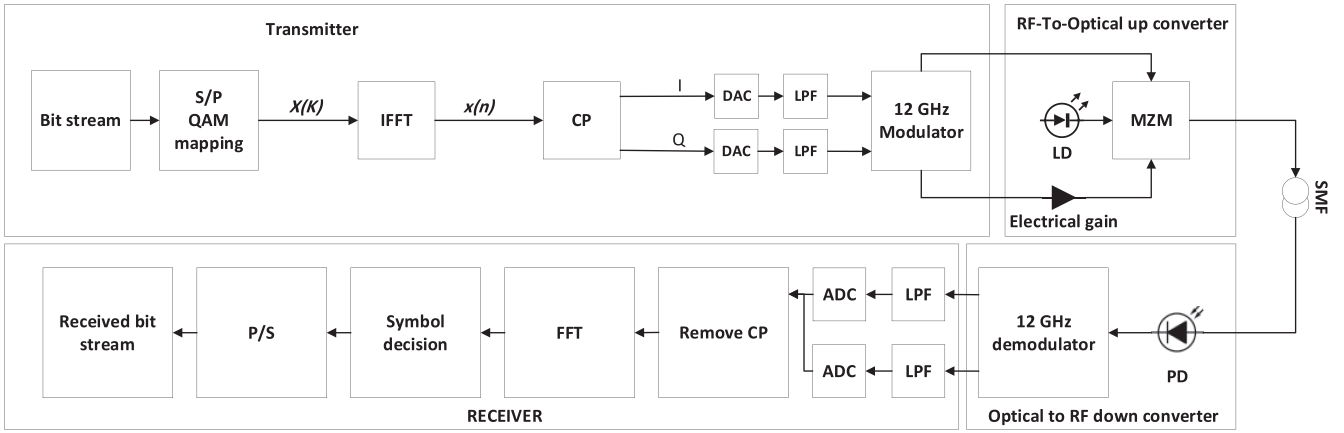 Transmitter
Bit stream
S/P
QAM
mapping
X(K)
IFFT
x(n)
CP
I
Q
DAC
LPF
DAC
LPF
12 GHz
Modulator
RF-To-Optical up converter
LD
MZM
Electrical gain
SMF
Received bit
stream
P/S
Symbol
decision
FFT
Remove CP
ADC
LPF
ADC
LPF
RECEIVER
12 GHz
demodulator
PD
Optical to RF down converter